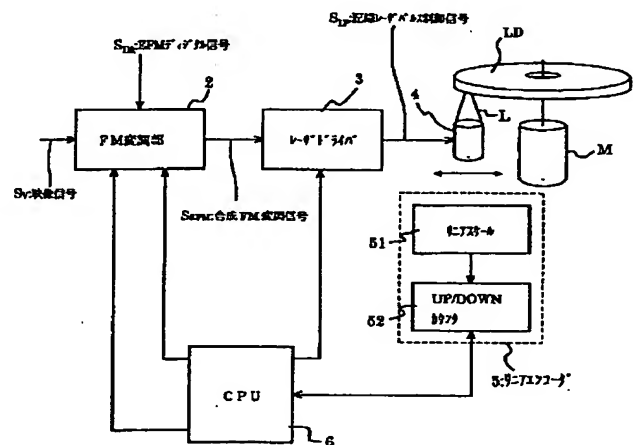 S_LP:記録レーザパルス制御信号
S_DA:EFMディジタル信号
LD
2
3
4
L
FM変調部
レーザドライバ
M
S_V:映像信号
S_EFM:合成FM変調信号
51
リニアスケール
52
UP/DOWN
カウンタ
5:リニアエンコーダ
CPU
6